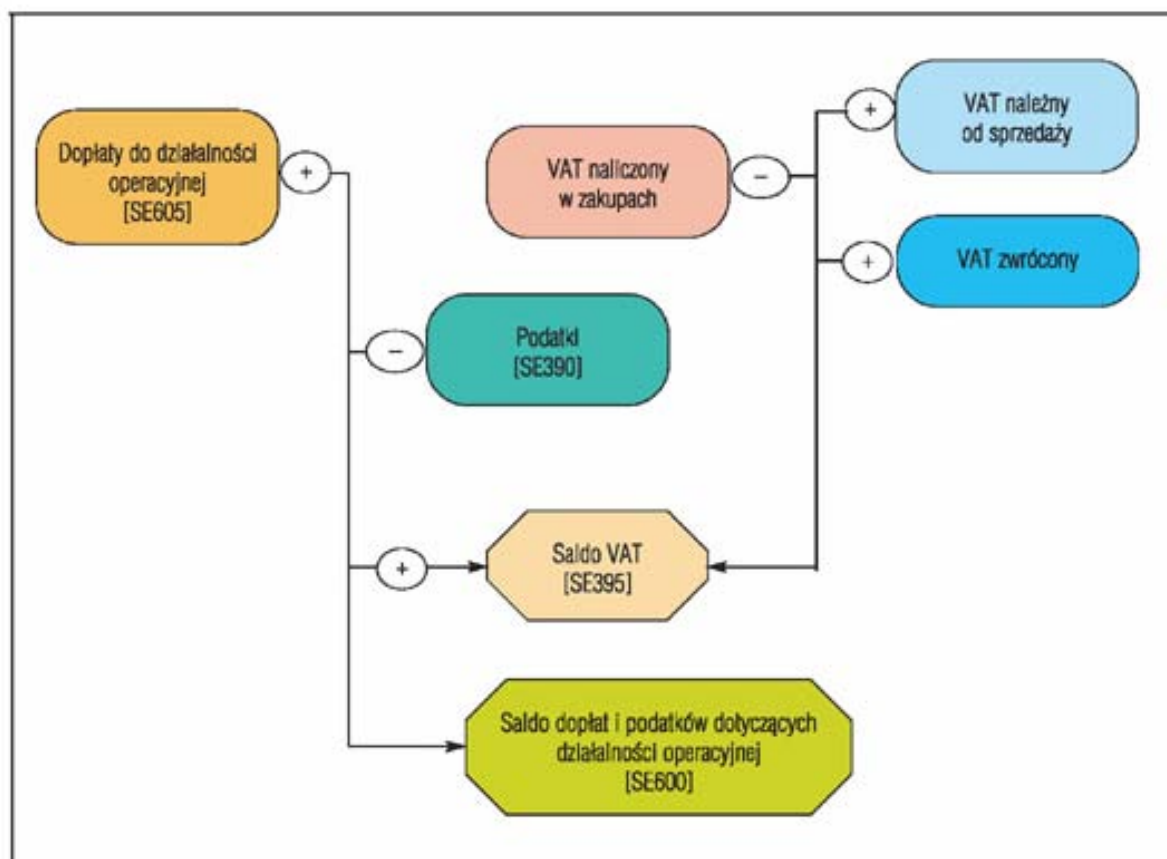 Dopłaty do działalności
operacyjnej
[SE605]
+
VAT naliczony
w zakupach
−
+
VAT należny
od sprzedaży
+
VAT zwrócony
−
Podatki
[SE390]
+
Saldo VAT
[SE395]
Saldo dopłat i podatków dotyczących
działalności operacyjnej
[SE600]